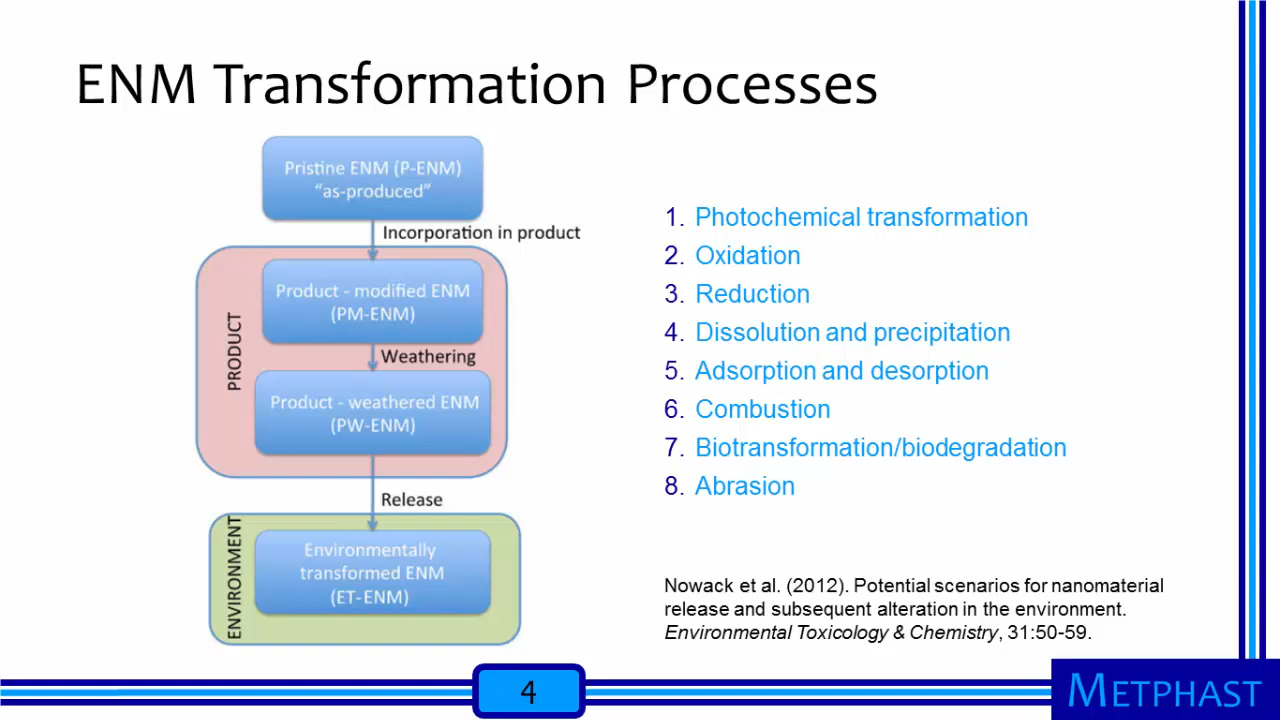 ENM Transformation Processes
Pristine ENM (P-ENM)
“as-produced”
Incorporation in product
PRODUCT
Product - modified ENM
(PM-ENM)
Weathering
Product - weathered ENM
(PW-ENM)
Release
ENVIRONMENT
Environmentally
transformed ENM
(ET-ENM)
1. Photochemical transformation
2. Oxidation
3. Reduction
4. Dissolution and precipitation
5. Adsorption and desorption
6. Combustion
7. Biotransformation/biodegradation
8. Abrasion
Nowack et al. (2012). Potential scenarios for nanomaterial
release and subsequent alteration in the environment.
Environmental Toxicology & Chemistry, 31:50-59.
4
METPHAST